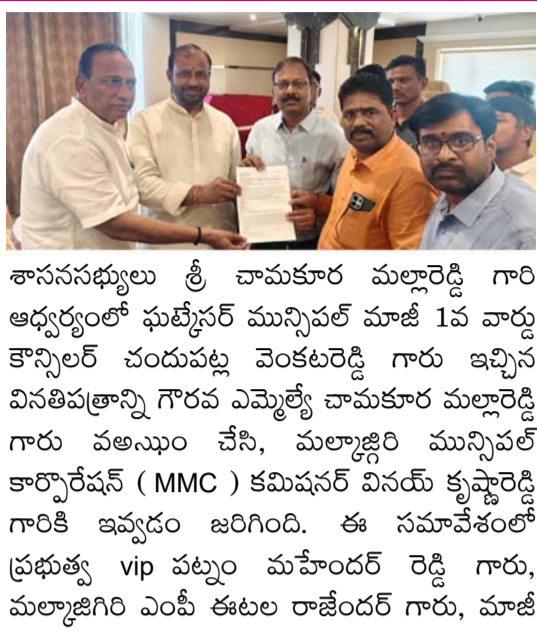 శాసనసభ్యులు శ్రీ చామకూర మల్లారెడ్డి గారి
ఆధ్వర్యంలో ఘట్కేసర్ మున్సిపల్ మాజీ 1వ వార్డు
కౌన్సిలర్ చందుపట్ల వెంకటరెడ్డి గారు ఇచ్చిన
వినతిపత్రాన్ని గౌరవ ఎమ్మెల్యే చామకూర మల్లారెడ్డి
గారు వఅసుఘం చేసి, మల్కాజ్గిరి మున్సిపల్
కార్పొరేషన్ ( MMC ) కమిషనర్ వినయ్ కృష్ణారెడ్డి
గారికి ఇవ్వడం జరిగింది. ఈ సమావేశంలో
ప్రభుత్వ vip పట్నం మహేందర్ రెడ్డి గారు,
మల్కాజిగిరి ఎంపీ ఈటల రాజేందర్ గారు, మాజీ